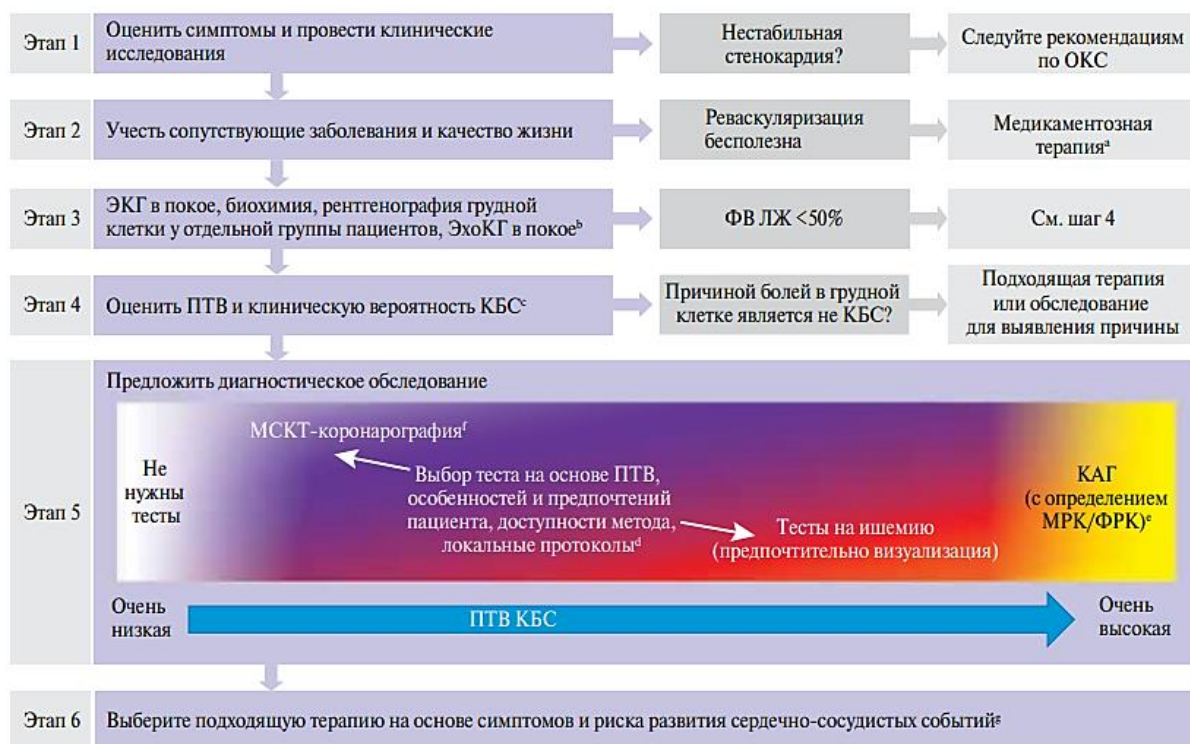 Этап 1
Оценить симптомы и провести клинические
исследования
Нестабильная
стенокардия?
Следуйте рекомендациям
по ОКС
Этап 2
Учесть сопутствующие заболевания и качество жизни
Реваскуляризация
бесполезна
Медикаментозная
терапияᵃ
Этап 3
ЭКГ в покое, биохимия, рентгенография грудной
клетки у отдельной группы пациентов, ЭхоКГ в покоеᵇ
ФВ ЛЖ <50%
См. шаг 4
Этап 4
Оценить ПТВ и клиническую вероятность КБСᶜ
Причиной болей в грудной
клетке является не КБС?
Подходящая терапия
или обследование
для выявления причины
Этап 5
Предложить диагностическое обследование
Не
нужны
тесты
МСКТ-коронарографияᶠ
Выбор теста на основе ПТВ,
особенностей и предпочтений
пациента, доступности метода,
локальные протоколыᵈ
Тесты на ишемию
(предпочтительно визуализация)
КАГ
(с определением
МРК/ФРК)ᵉ
Очень
низкая
ПТВ КБС
Очень
высокая
Этап 6
Выберите подходящую терапию на основе симптомов и риска развития сердечно-сосудистых событийᵍ